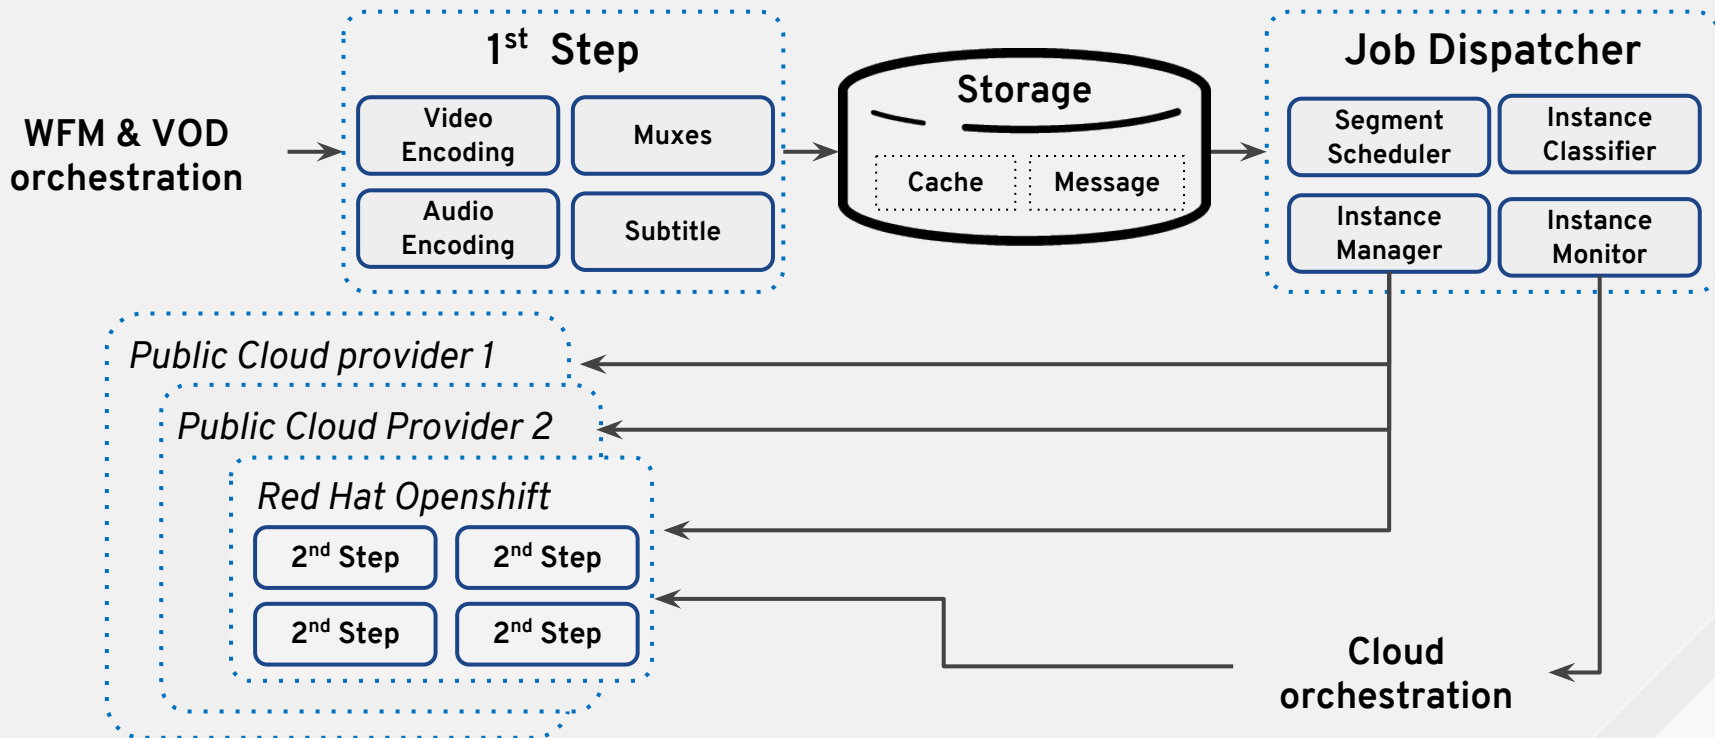 WFM & VOD
orchestration
1st Step
Video
Encoding
Muxes
Audio
Encoding
Subtitle
Storage
Cache
Message
Job Dispatcher
Segment
Scheduler
Instance
Classifier
Instance
Manager
Instance
Monitor
Public Cloud provider 1
Public Cloud Provider 2
Red Hat Openshift
2nd Step
2nd Step
2nd Step
2nd Step
Cloud
orchestration